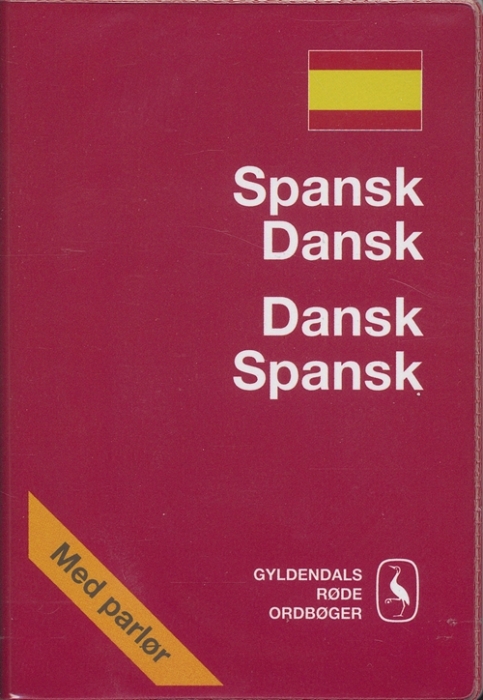 Spansk
Dansk
Dansk
Spansk
Med parlør
GYLDENDALS
RØDE
ORDBØGER